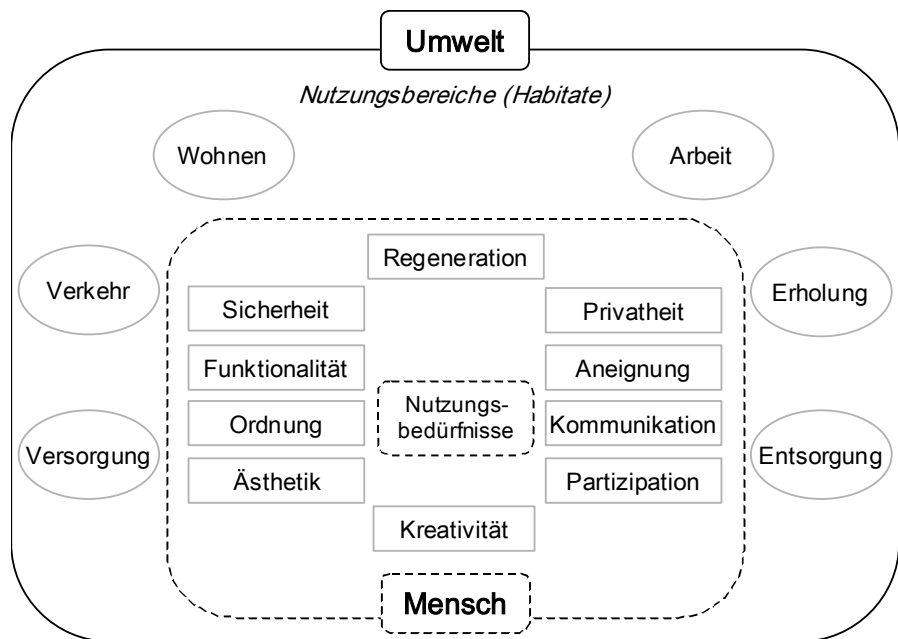 Umwelt
Nutzungsbereiche (Habitate)
Wohnen
Arbeit
Verkehr
Erholung
Versorgung
Entsorgung
Regeneration
Sicherheit
Privatheit
Funktionalität
Aneignung
Nutzungs-
bedürfnisse
Ordnung
Kommunikation
Ästhetik
Partizipation
Kreativität
Mensch